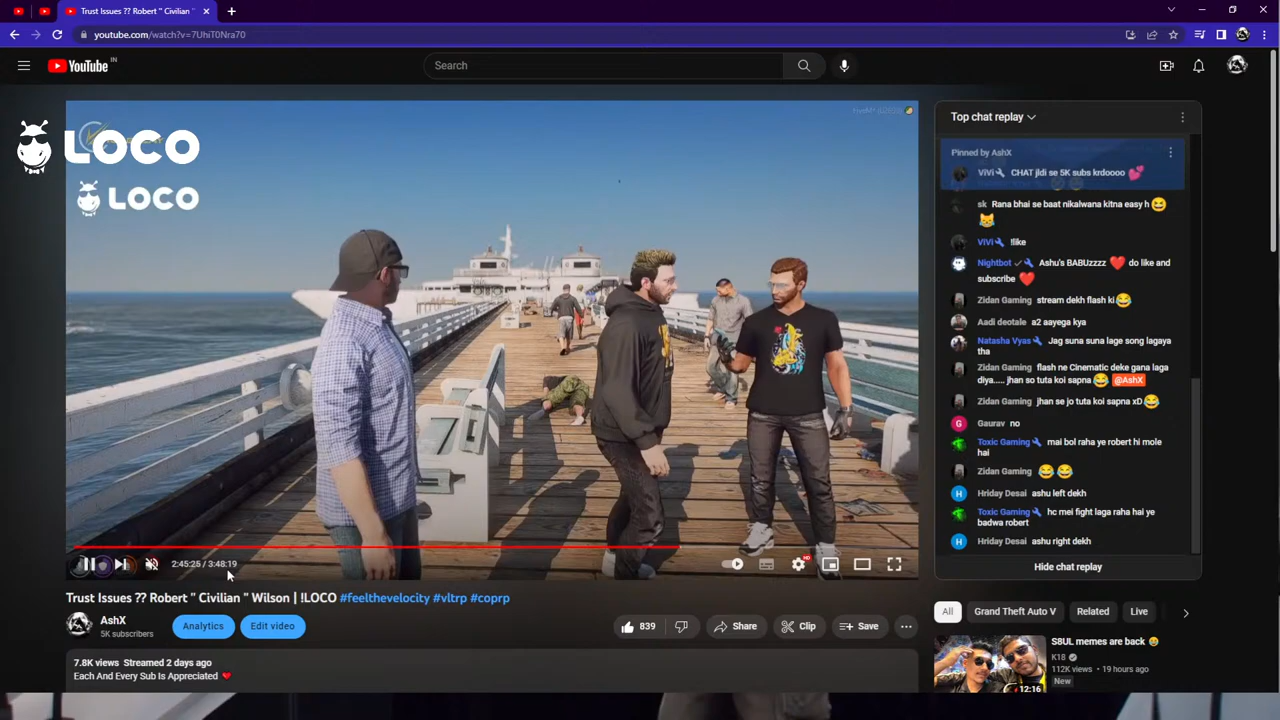 Trust Issues ?? Robert " Civilian "
youtube.com/watch?v=7UhiT0Nra70
YouTube IN
Search
LOCO
LOCO
Top chat replay
Pinned by AshX
ViVi CHAT jldi se 5K subs krdoooo 💕
sk Rana bhai se baat nikalwana kitna easy h 😂
😹
ViVi !like
Nightbot Ashu's BABUzzzz ❤️ do like and
subscribe ❤️
Zidan Gaming stream dekh flash ki 😂
Aadi deotale a2 aayega kya
Natasha Vyas Jag suna suna lage song lagaya
tha
Zidan Gaming flash ne Cinematic deke gana laga
diya..... jhan so tuta koi sapna 😂 @AshX
Zidan Gaming jhan se jo tuta koi sapna xD 😂
G Gaurav no
Toxic Gaming mai bol raha ye robert hi mole
hai
Zidan Gaming 😂 😂
H Hriday Desai ashu left dekh
Toxic Gaming hc mei fight laga raha hai ye
badwa robert
H Hriday Desai ashu right dekh
Hide chat replay
2:45:25 / 3:48:19
HD
Trust Issues ?? Robert " Civilian " Wilson | !LOCO #feelthevelocity #vltrp #coprp
AshX
5K subscribers
Analytics
Edit video
839
Share
Clip
Save
7.8K views Streamed 2 days ago
Each And Every Sub Is Appreciated ❤️
All
Grand Theft Auto V
Related
Live
S8UL memes are back 😄
K18
112K views • 19 hours ago
New
12:16